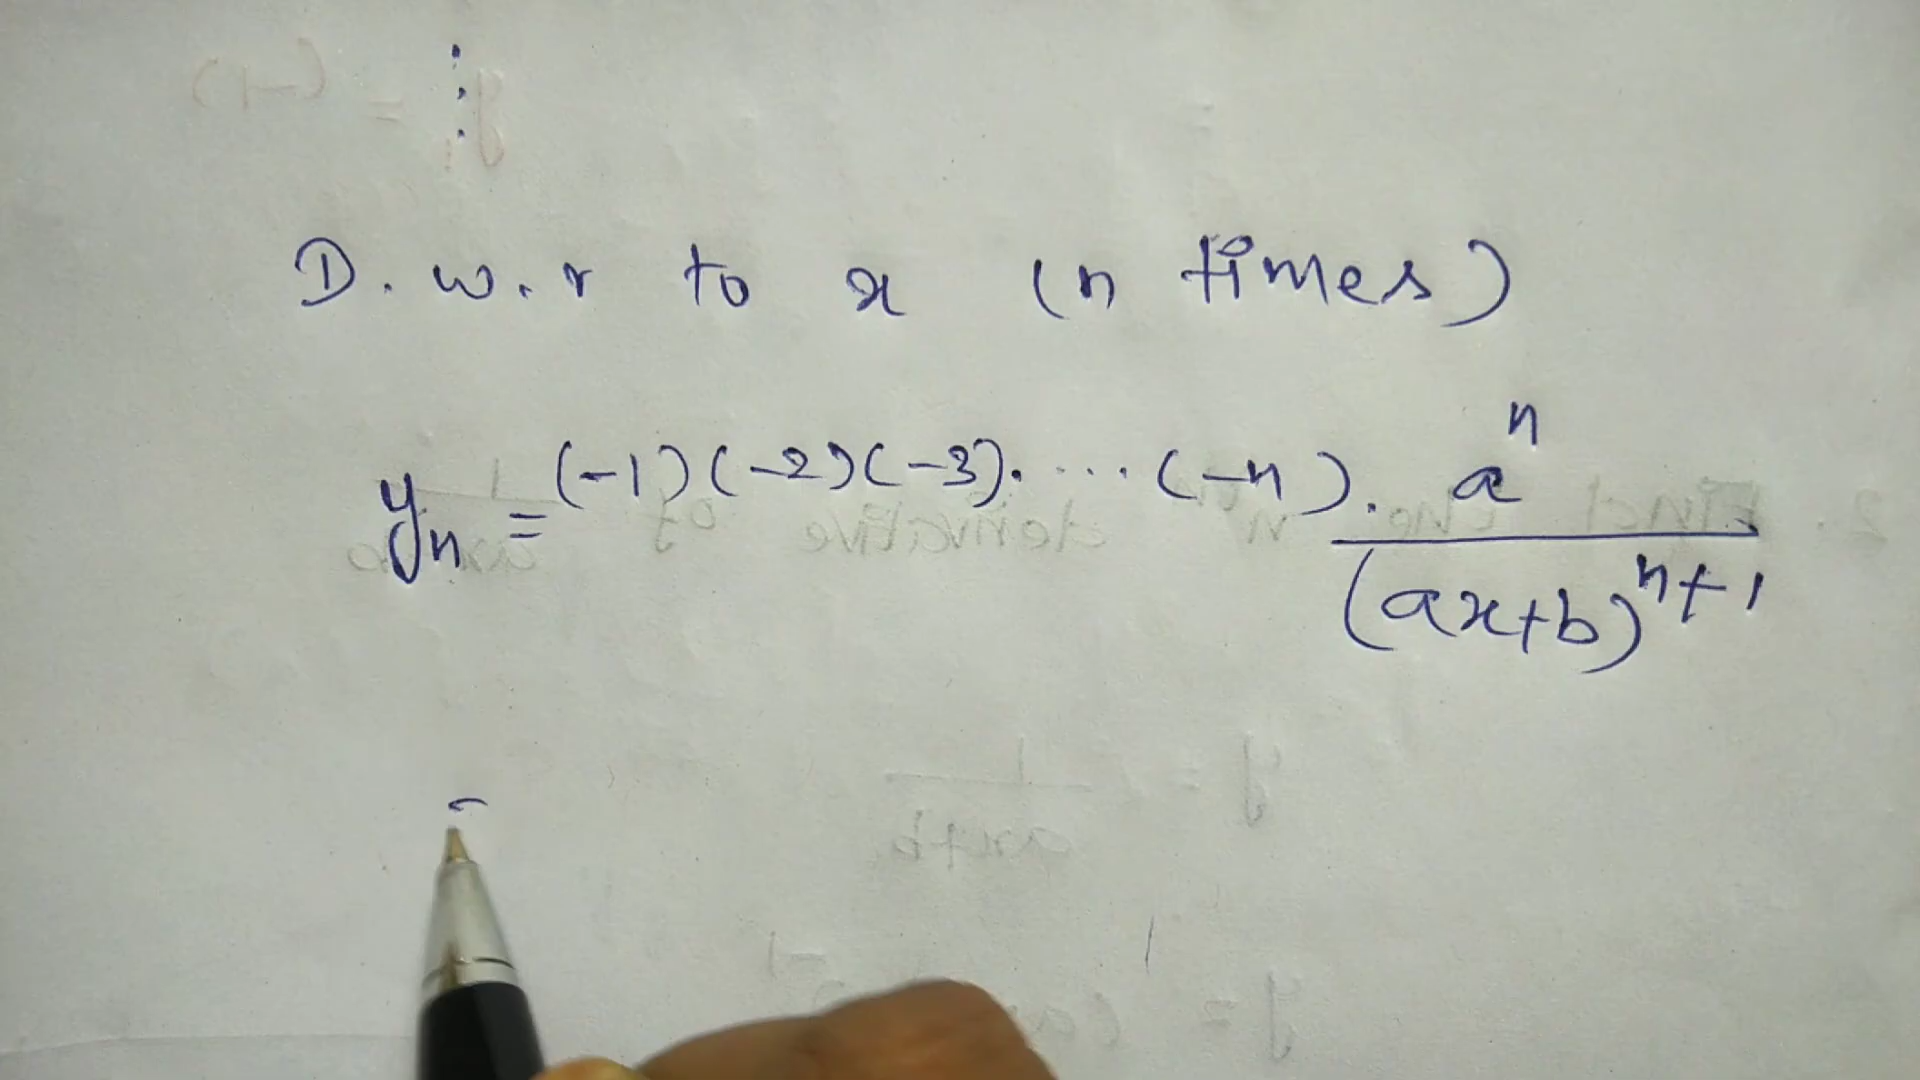 D. w. r to x (n times)
yn = (-1)(-2)(-3). ... (-n). a^n / (ax+b)^n+1